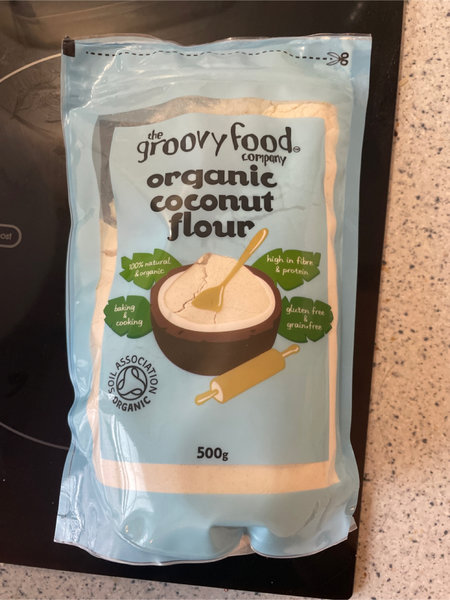 the
groovy food
company
organic
coconut
flour
100% natural
& organic
high in fibre
& protein
baking
&
cooking
gluten free
&
grain-free
SOIL ASSOCIATION
ORGANIC
500g